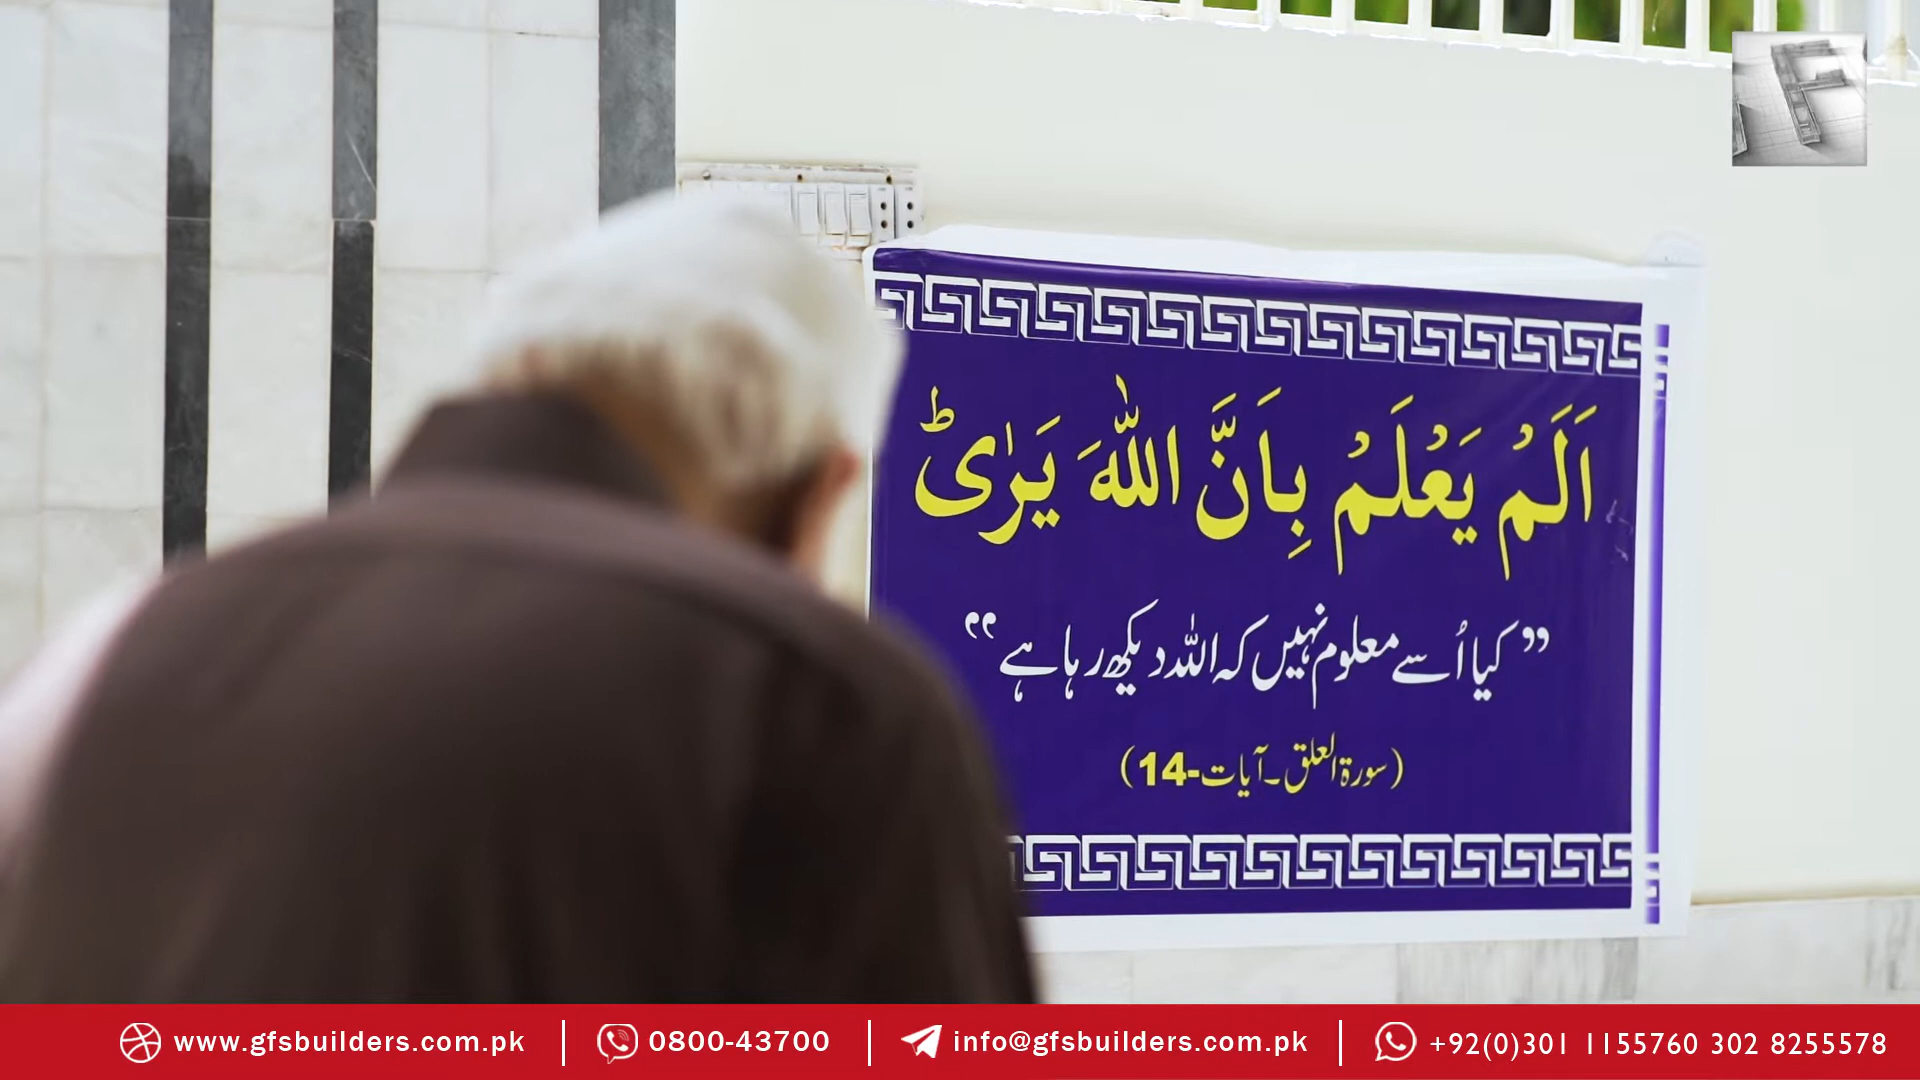 اَلَمْ یَعْلَمْ بِاَنَّ اللّٰہَ یَرٰیؕ
”کیا اُسے معلوم نہیں کہ اللہ دیکھ رہا ہے“
(سورۃ العلق۔آیات-14)
www.gfsbuilders.com.pk
0800-43700
info@gfsbuilders.com.pk
+92(0)301 1155760 302 8255578